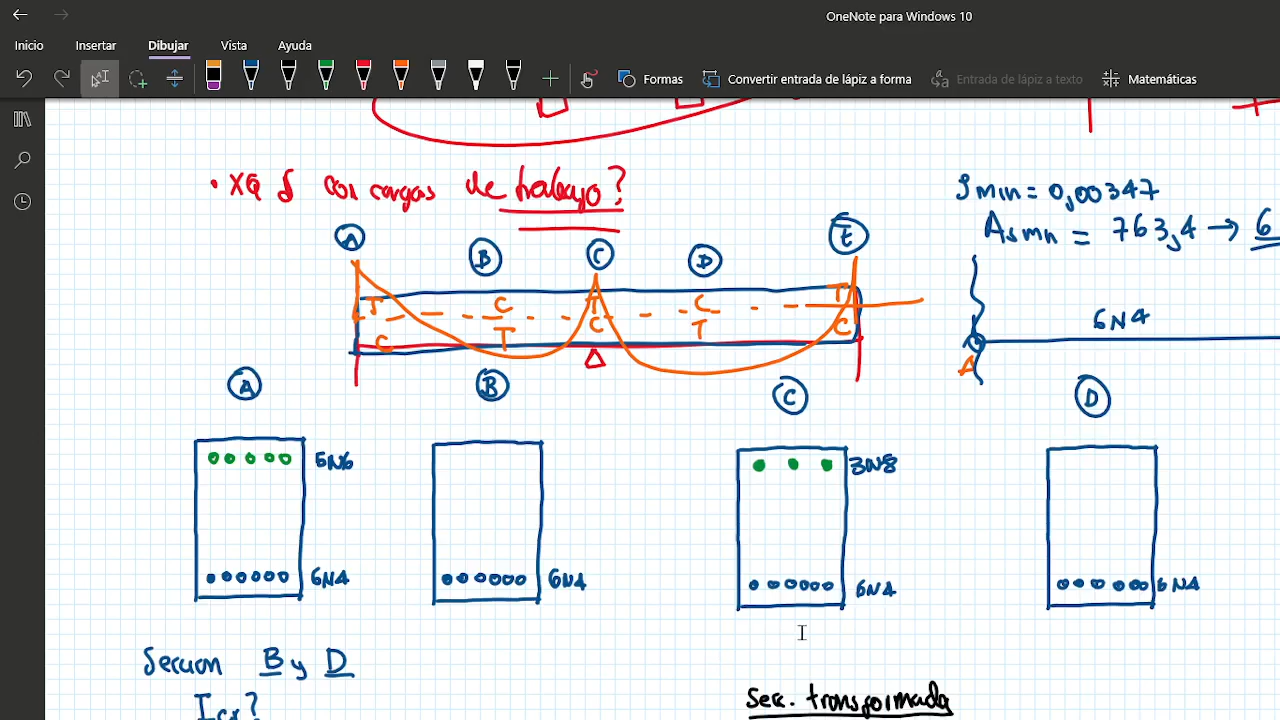 OneNote para Windows 10
Inicio Insertar Dibujar Vista Ayuda
Formas Convertir entrada de lápiz a forma Entrada de lápiz a texto Matemáticas
• XQ δ con cargas de trabajo?
ρmin = 0,00347
Asmn = 763,4 → 6
A B C D E
T C T C T
C T C T C
6N4
A
A B C D
5N6 3N8
6N4 6N4 6N4 6N4
Sección B y D
Icr?
Sec. transformada